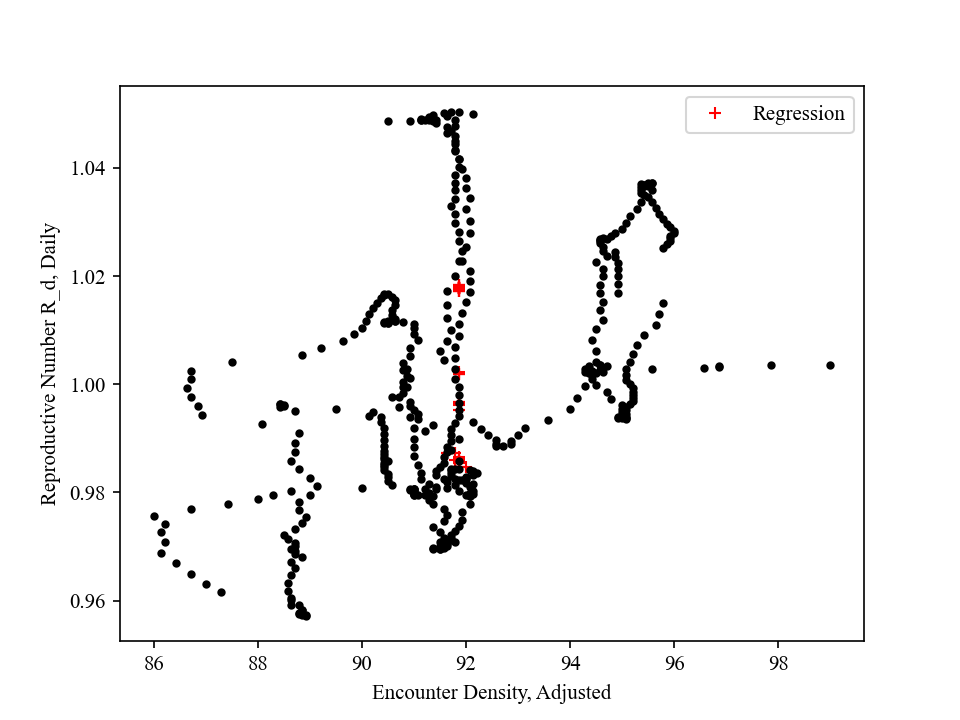 Regression
1.04
1.02
1.00
0.98
0.96
Reproductive Number R_d, Daily
86 88 90 92 94 96 98
Encounter Density, Adjusted